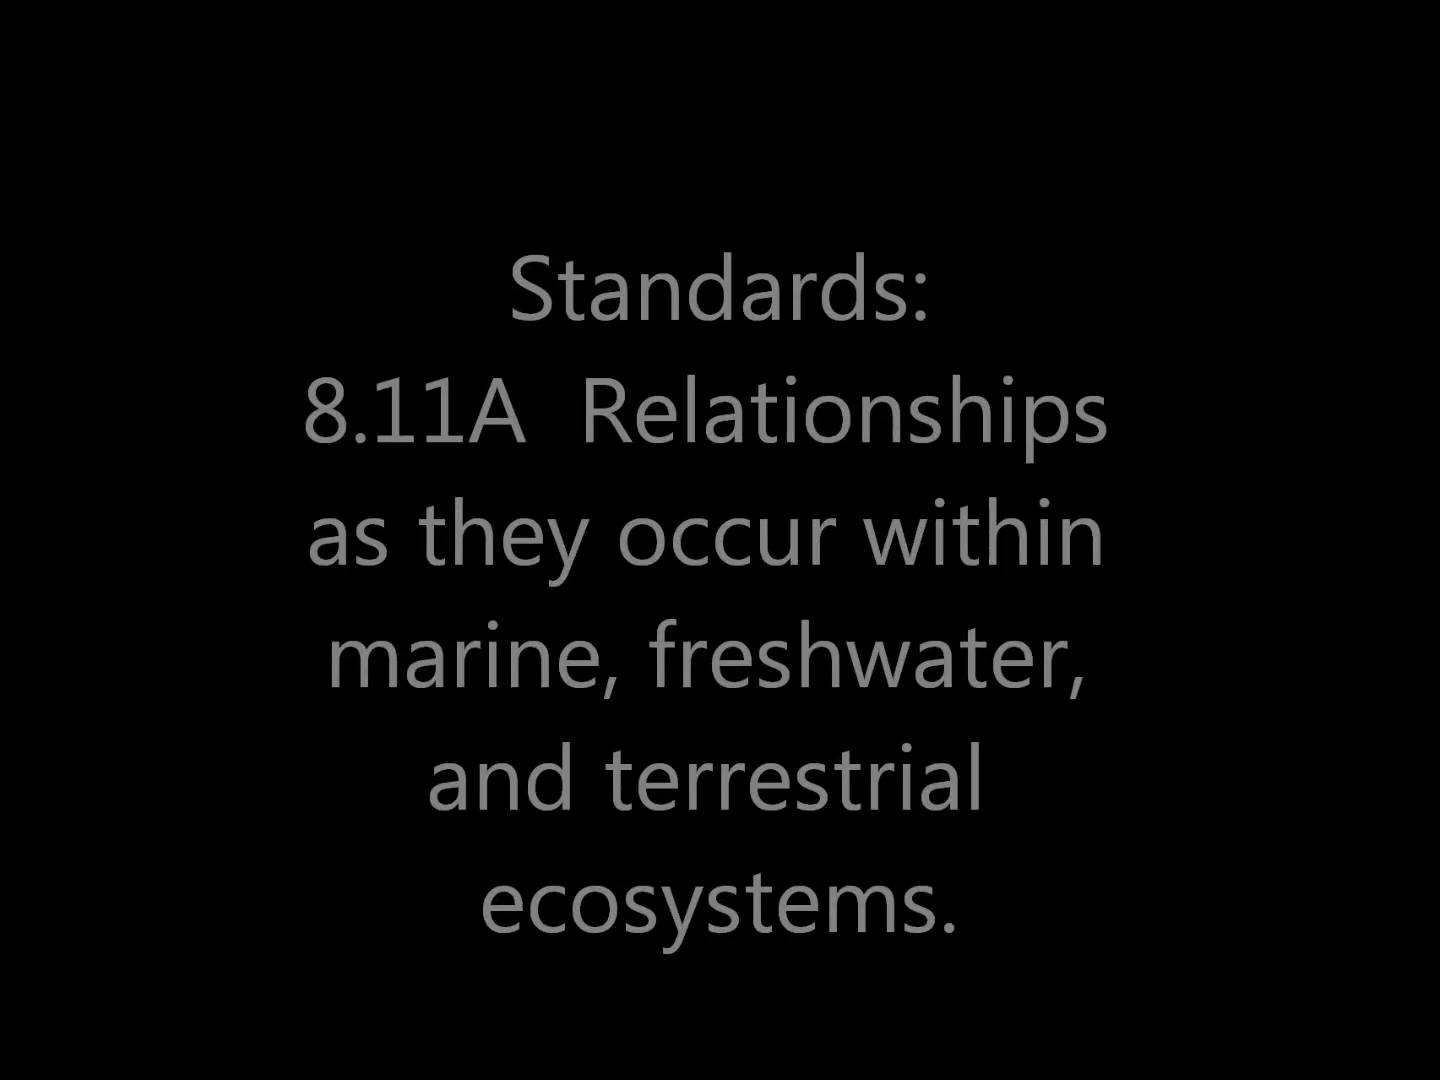 Standards:
8.11A  Relationships
as they occur within
marine, freshwater,
and terrestrial
ecosystems.